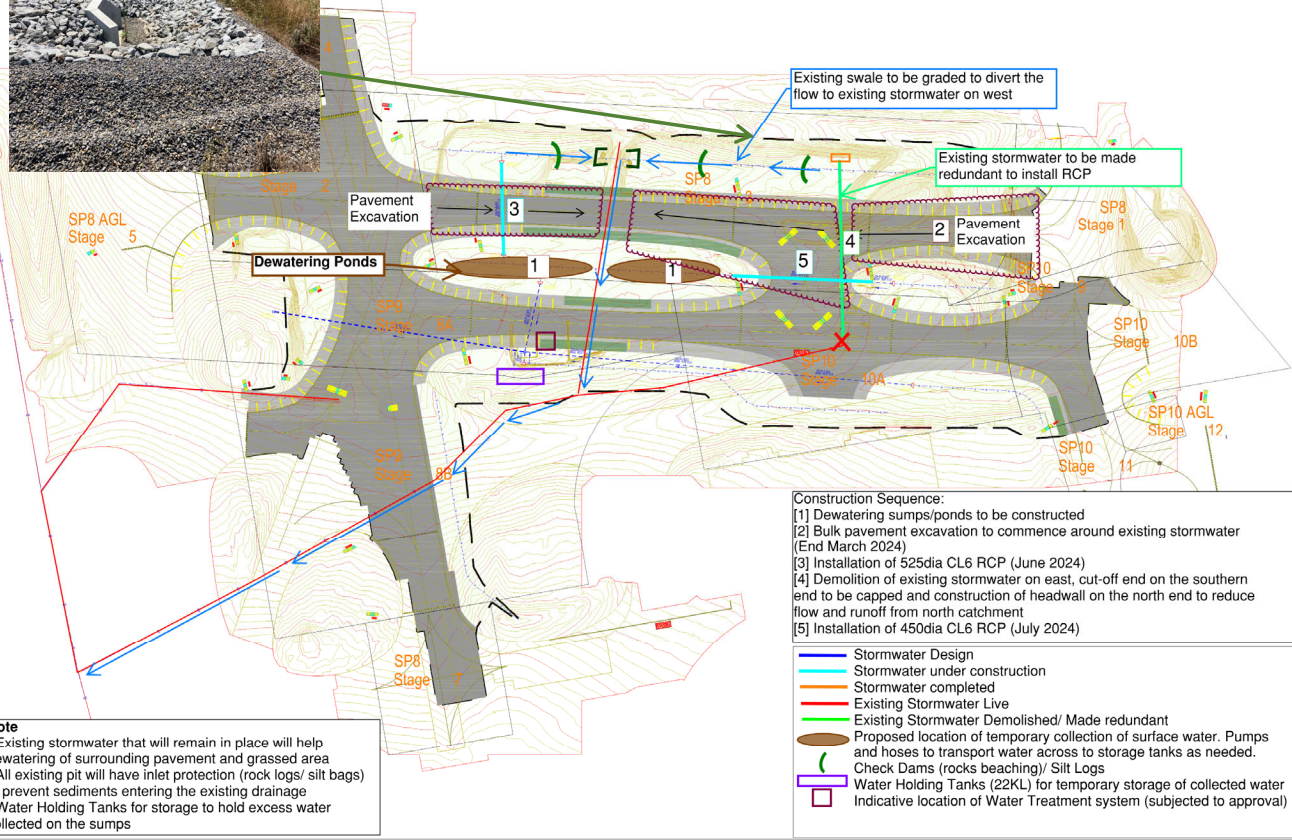 Existing swale to be graded to divert the
flow to existing stormwater on west
Existing stormwater to be made
redundant to install RCP
4
Stage 2
SP8
Stage 3
SP8 AGL
Stage 5
Pavement
Excavation
3
2
Pavement
Excavation
SP8
Stage 1
4
5
Dewatering Ponds
1
1
SP10
Stage 9
SP9
Stage 8A
SP10
Stage 10B
SP10
Stage 10A
SP10 AGL
Stage 12
SP10
Stage 11
SP9
Stage 8B
SP8
Stage 7
Construction Sequence:
[1] Dewatering sumps/ponds to be constructed
[2] Bulk pavement excavation to commence around existing stormwater
(End March 2024)
[3] Installation of 525dia CL6 RCP (June 2024)
[4] Demolition of existing stormwater on east, cut-off end on the southern
end to be capped and construction of headwall on the north end to reduce
flow and runoff from north catchment
[5] Installation of 450dia CL6 RCP (July 2024)
Stormwater Design
Stormwater under construction
Stormwater completed
Existing Stormwater Live
Existing Stormwater Demolished/ Made redundant
Proposed location of temporary collection of surface water. Pumps
and hoses to transport water across to storage tanks as needed.
Check Dams (rocks beaching)/ Silt Logs
Water Holding Tanks (22KL) for temporary storage of collected water
Indicative location of Water Treatment system (subjected to approval)
ote
Existing stormwater that will remain in place will help
ewatering of surrounding pavement and grassed area
All existing pit will have inlet protection (rock logs/ silt bags)
prevent sediments entering the existing drainage
Water Holding Tanks for storage to hold excess water
ollected on the sumps